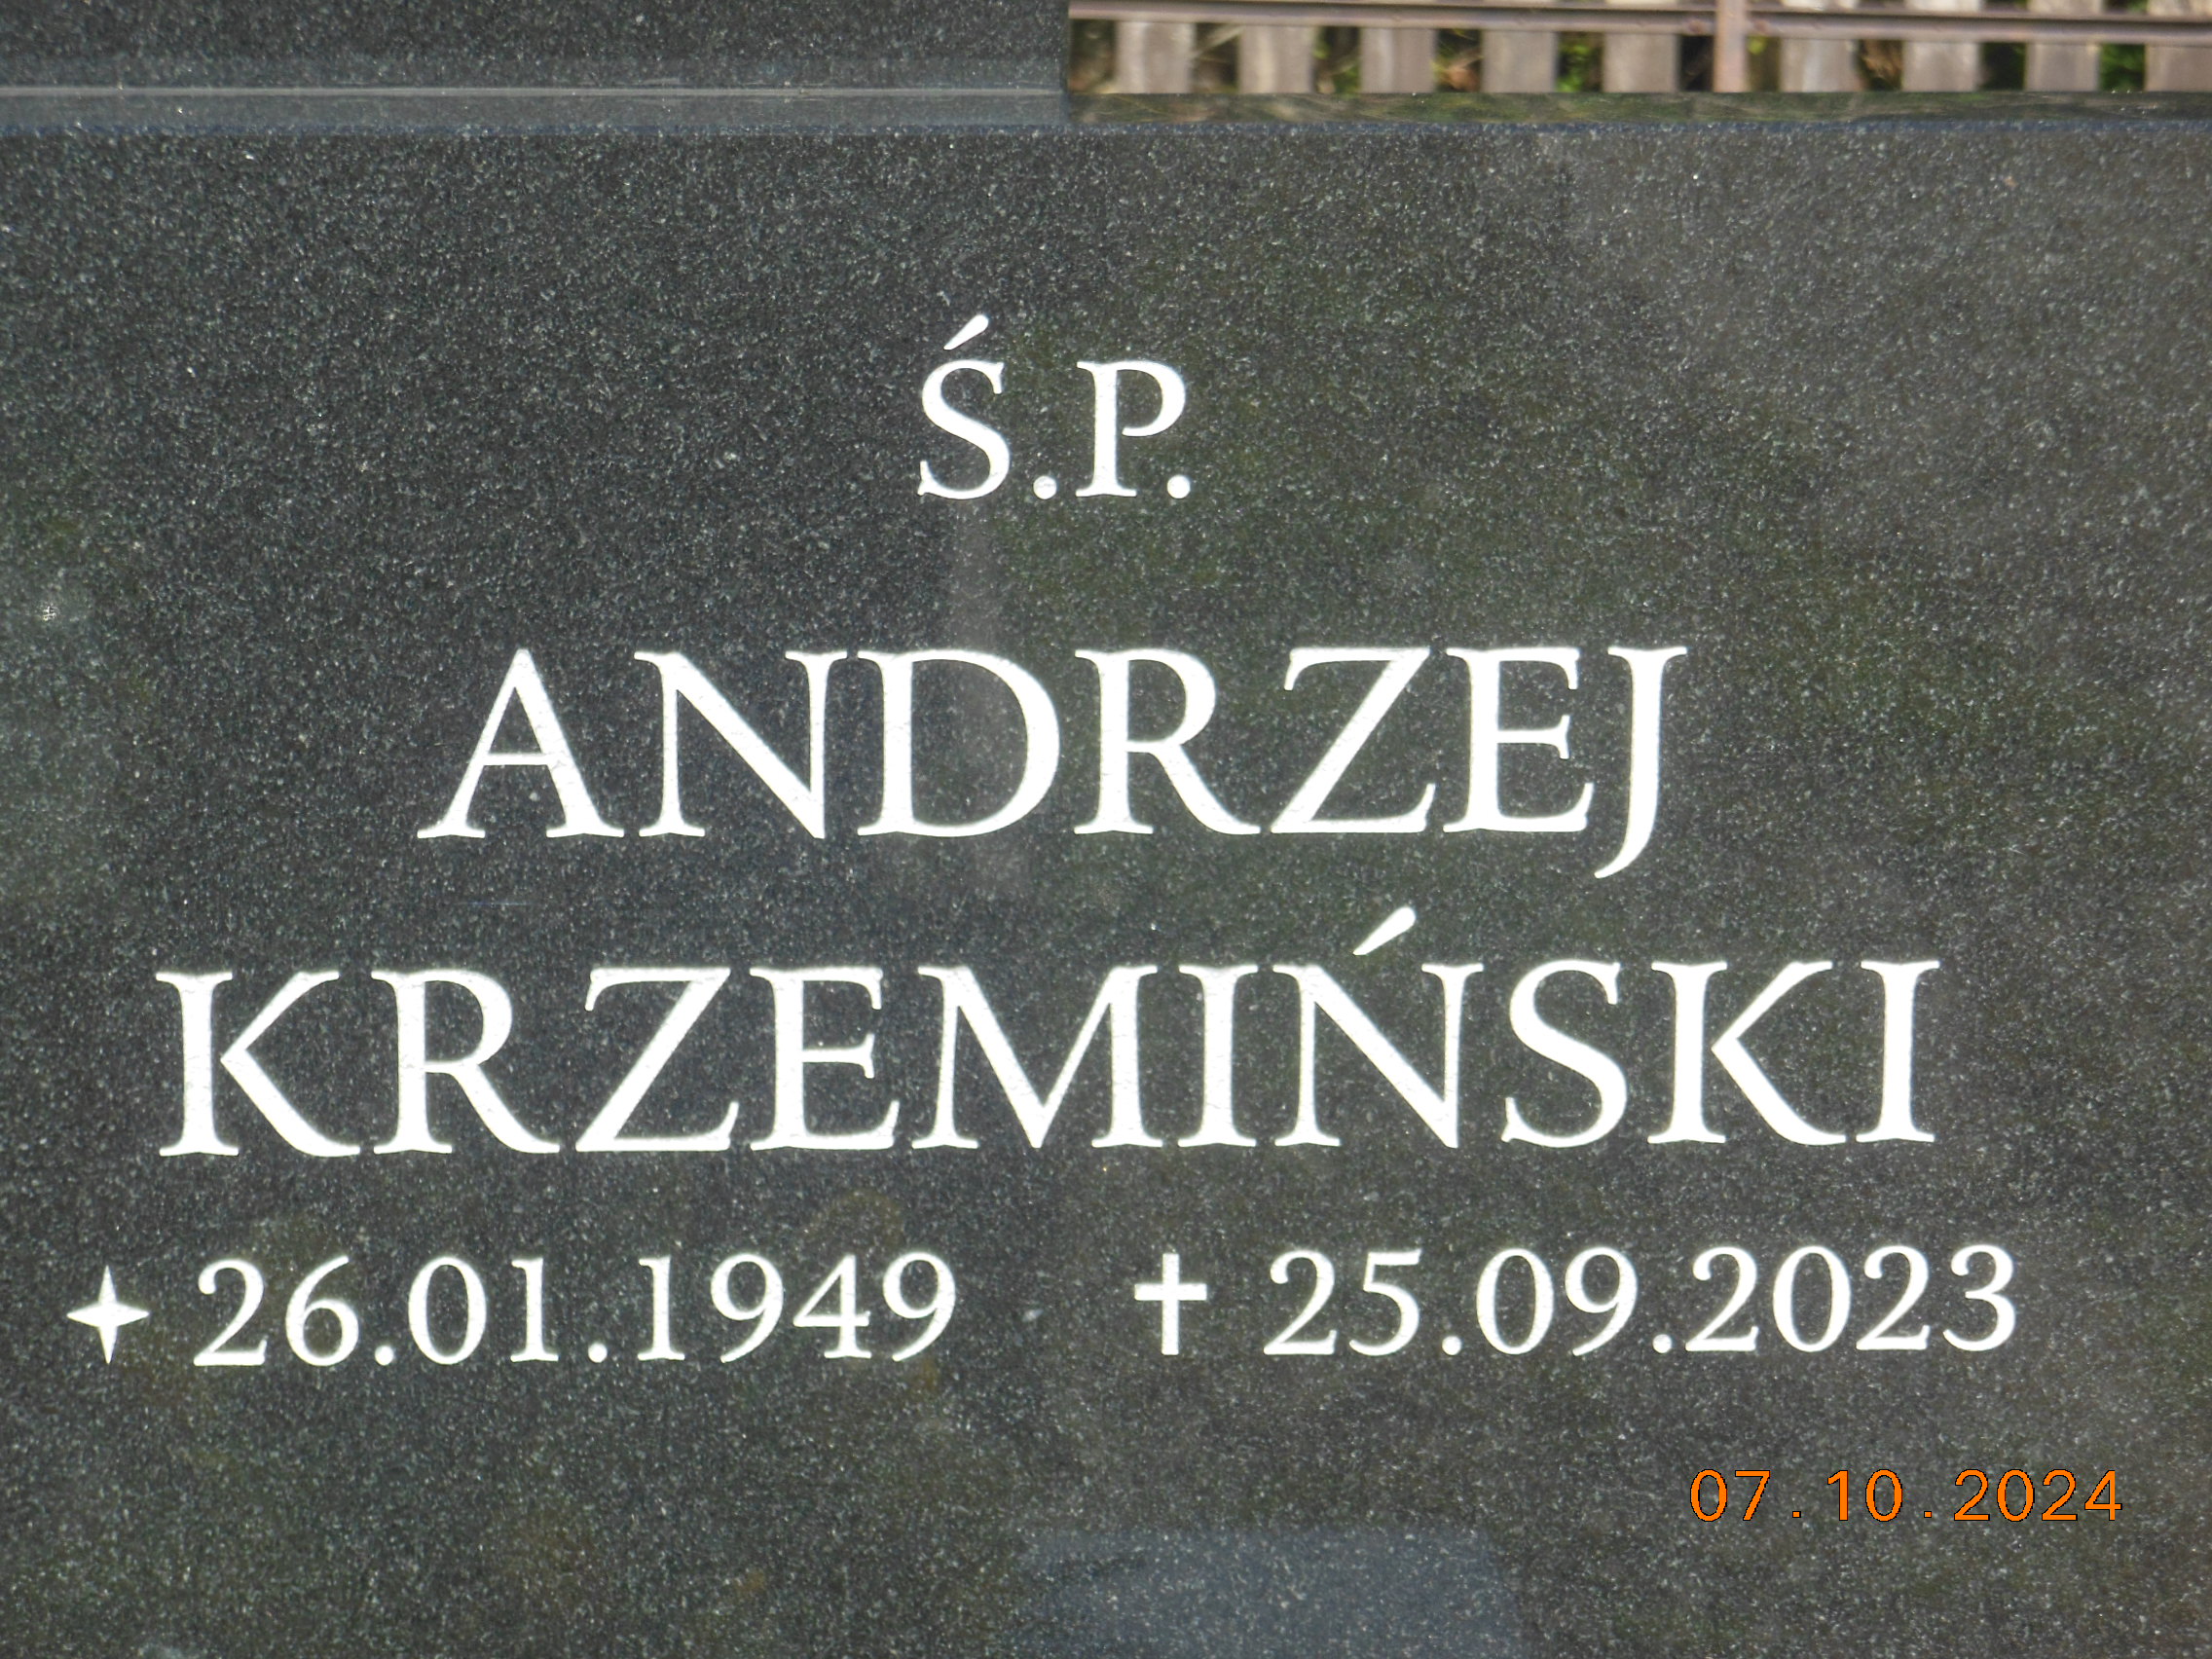 Ś.P.
ANDRZEJ
KRZEMIŃSKI
✦ 26.01.1949 ✝ 25.09.2023
07.10.2024